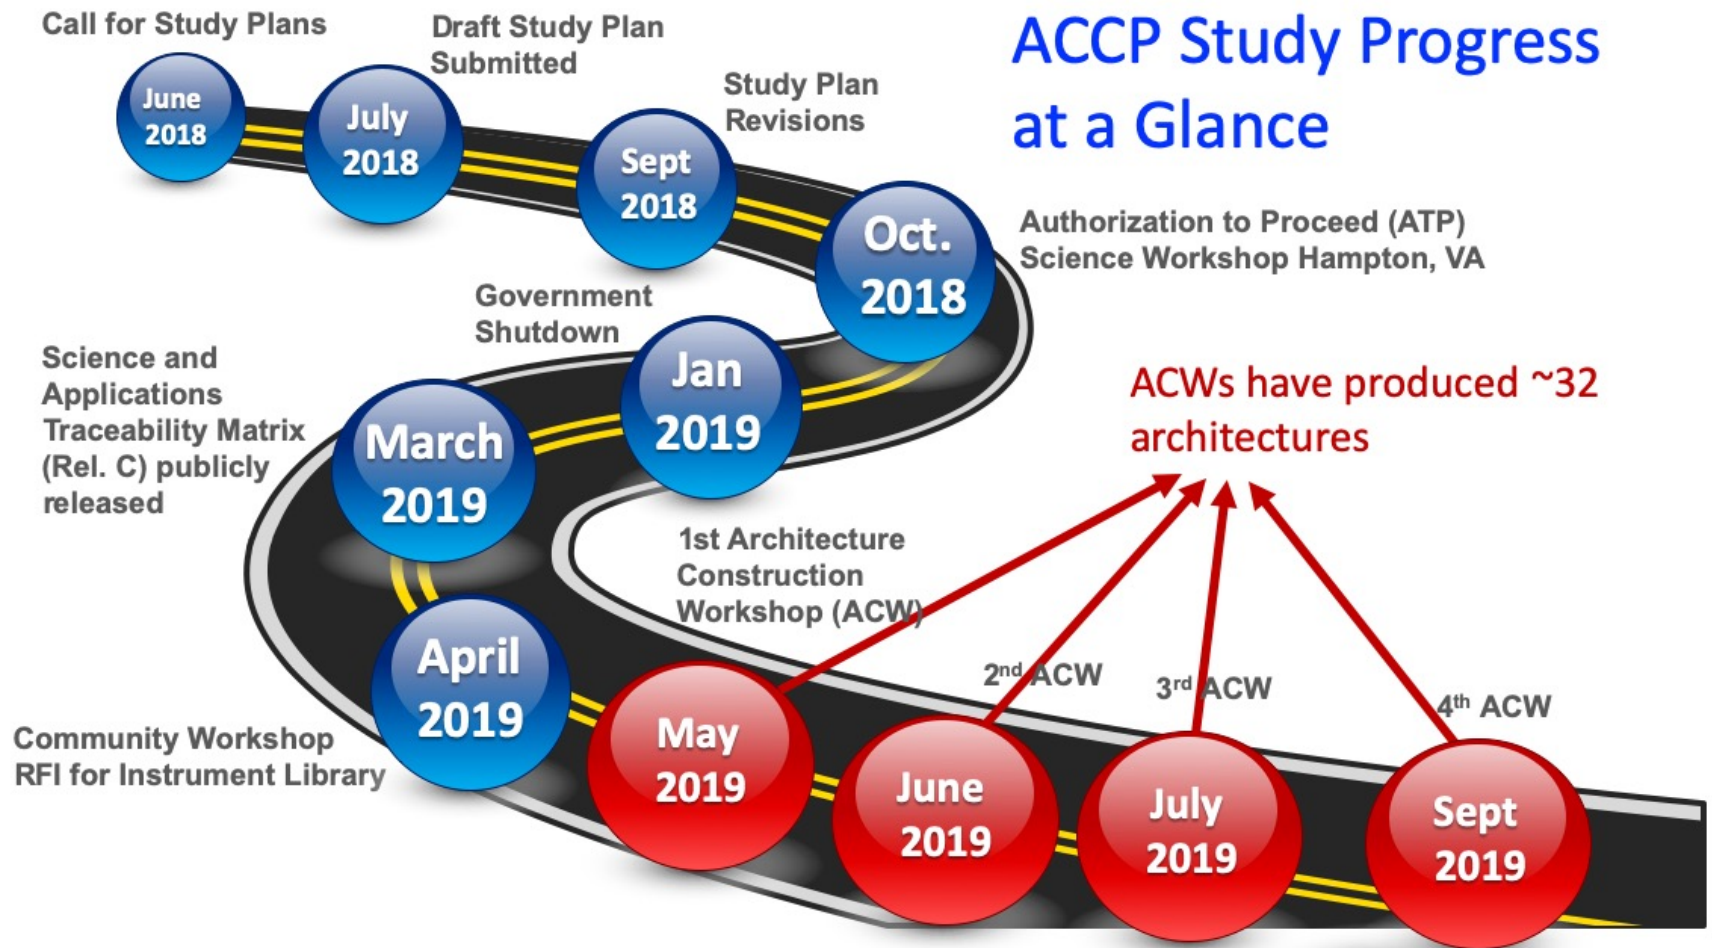 ACCP Study Progress
at a Glance
Call for Study Plans
June
2018
Draft Study Plan
Submitted
July
2018
Study Plan
Revisions
Sept
2018
Authorization to Proceed (ATP)
Science Workshop Hampton, VA
Oct.
2018
Government
Shutdown
Jan
2019
Science and
Applications
Traceability Matrix
(Rel. C) publicly
released
March
2019
Community Workshop
RFI for Instrument Library
April
2019
1st Architecture
Construction
Workshop (ACW)
May
2019
2nd ACW
June
2019
3rd ACW
July
2019
4th ACW
Sept
2019
ACWs have produced ~32
architectures